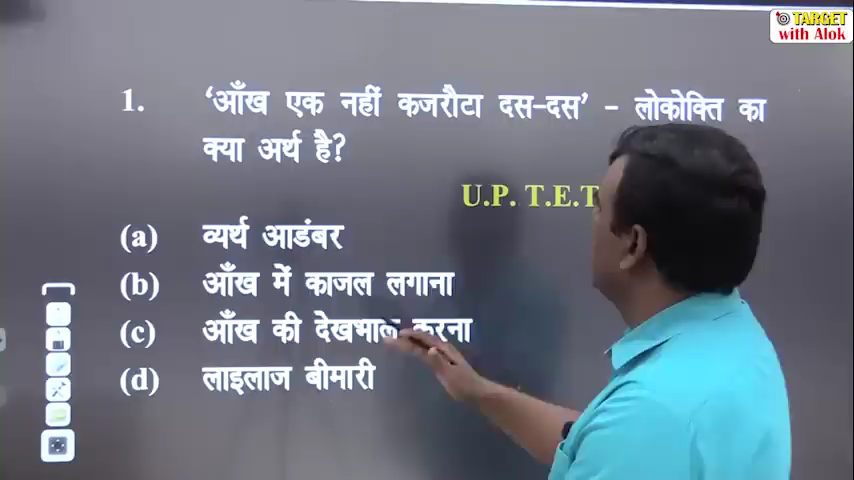 TARGET
with Alok
1. ‘आँख एक नहीं कजरौटा दस-दस’ - लोकोक्ति का
क्या अर्थ है?
U.P. T.E.T
(a) व्यर्थ आडंबर
(b) आँख में काजल लगाना
(c) आँख की देखभाल करना
(d) लाइलाज बीमारी